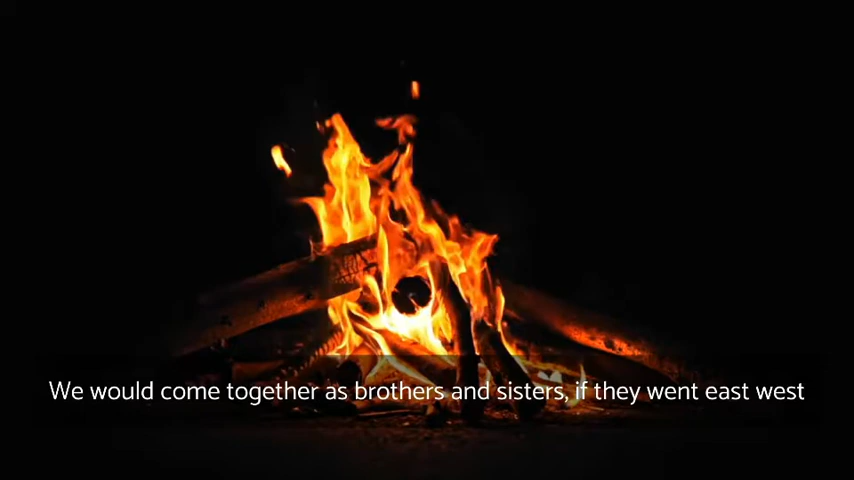 We would come together as brothers and sisters, if they went east west